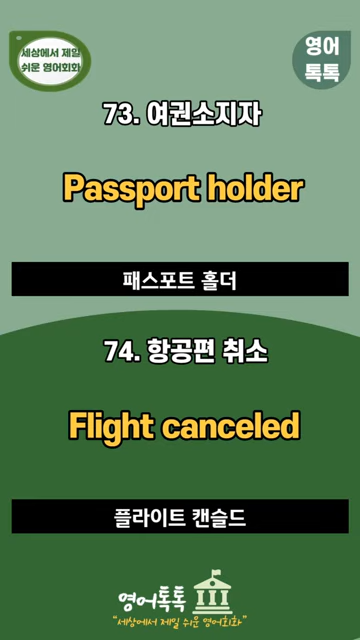 세상에서 제일
쉬운 영어회화
영어
톡톡
73. 여권소지자
Passport holder
패스포트 홀더
74. 항공편 취소
Flight canceled
플라이트 캔슬드
영어톡톡
"세상에서 제일 쉬운 영어회화"